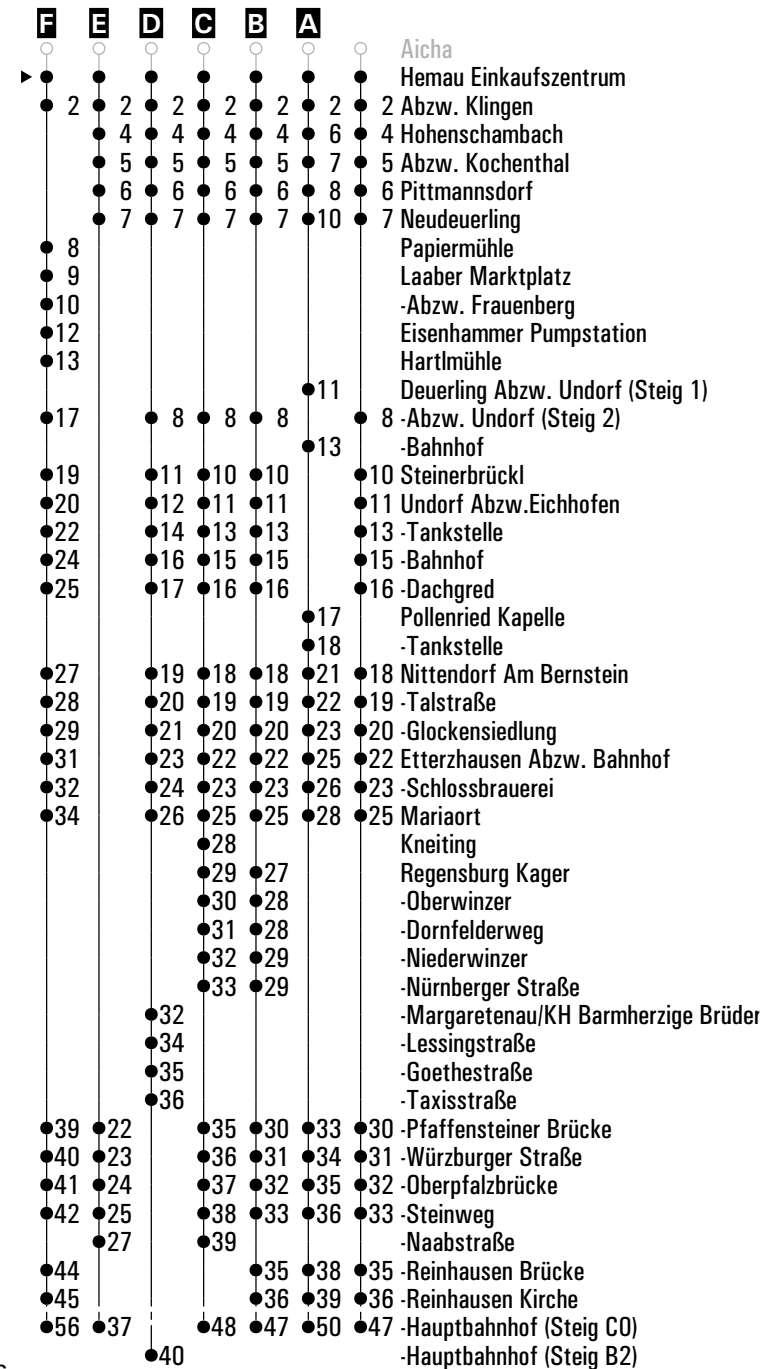 F E D C B A
Aicha
Hemau Einkaufszentrum
2 2 2 2 2 2 2 Abzw. Klingen
4 4 4 4 6 4 Hohenschambach
5 5 5 5 7 5 Abzw. Kochenthal
6 6 6 6 8 6 Pittmannsdorf
7 7 7 7 10 7 Neudeuerling
8 Papiermühle
9 Laaber Marktplatz
10 -Abzw. Frauenberg
12 Eisenhammer Pumpstation
13 Hartlmühle
11 Deuerling Abzw. Undorf (Steig 1)
17 8 8 8 8 -Abzw. Undorf (Steig 2)
13 -Bahnhof
19 11 10 10 10 Steinerbrückl
20 12 11 11 11 Undorf Abzw.Eichhofen
22 14 13 13 13 -Tankstelle
24 16 15 15 15 -Bahnhof
25 17 16 16 16 -Dachgred
17 Pollenried Kapelle
18 -Tankstelle
27 19 18 18 21 18 Nittendorf Am Bernstein
28 20 19 19 22 19 -Talstraße
29 21 20 20 23 20 -Glockensiedlung
31 23 22 22 25 22 Etterzhausen Abzw. Bahnhof
32 24 23 23 26 23 -Schlossbrauerei
34 26 25 25 28 25 Mariaort
28 Kneiting
29 27 Regensburg Kager
30 28 -Oberwinzer
31 28 -Dornfelderweg
32 29 -Niederwinzer
33 29 -Nürnberger Straße
32 -Margaretenau/KH Barmherzige Brüder
34 -Lessingstraße
35 -Goethestraße
36 -Taxisstraße
39 22 35 30 33 30 -Pfaffensteiner Brücke
40 23 36 31 34 31 -Würzburger Straße
41 24 37 32 35 32 -Oberpfalzbrücke
42 25 38 33 36 33 -Steinweg
27 39 -Naabstraße
44 35 38 35 -Reinhausen Brücke
45 36 39 36 -Reinhausen Kirche
56 37 48 47 50 47 -Hauptbahnhof (Steig C0)
40 -Hauptbahnhof (Steig B2)